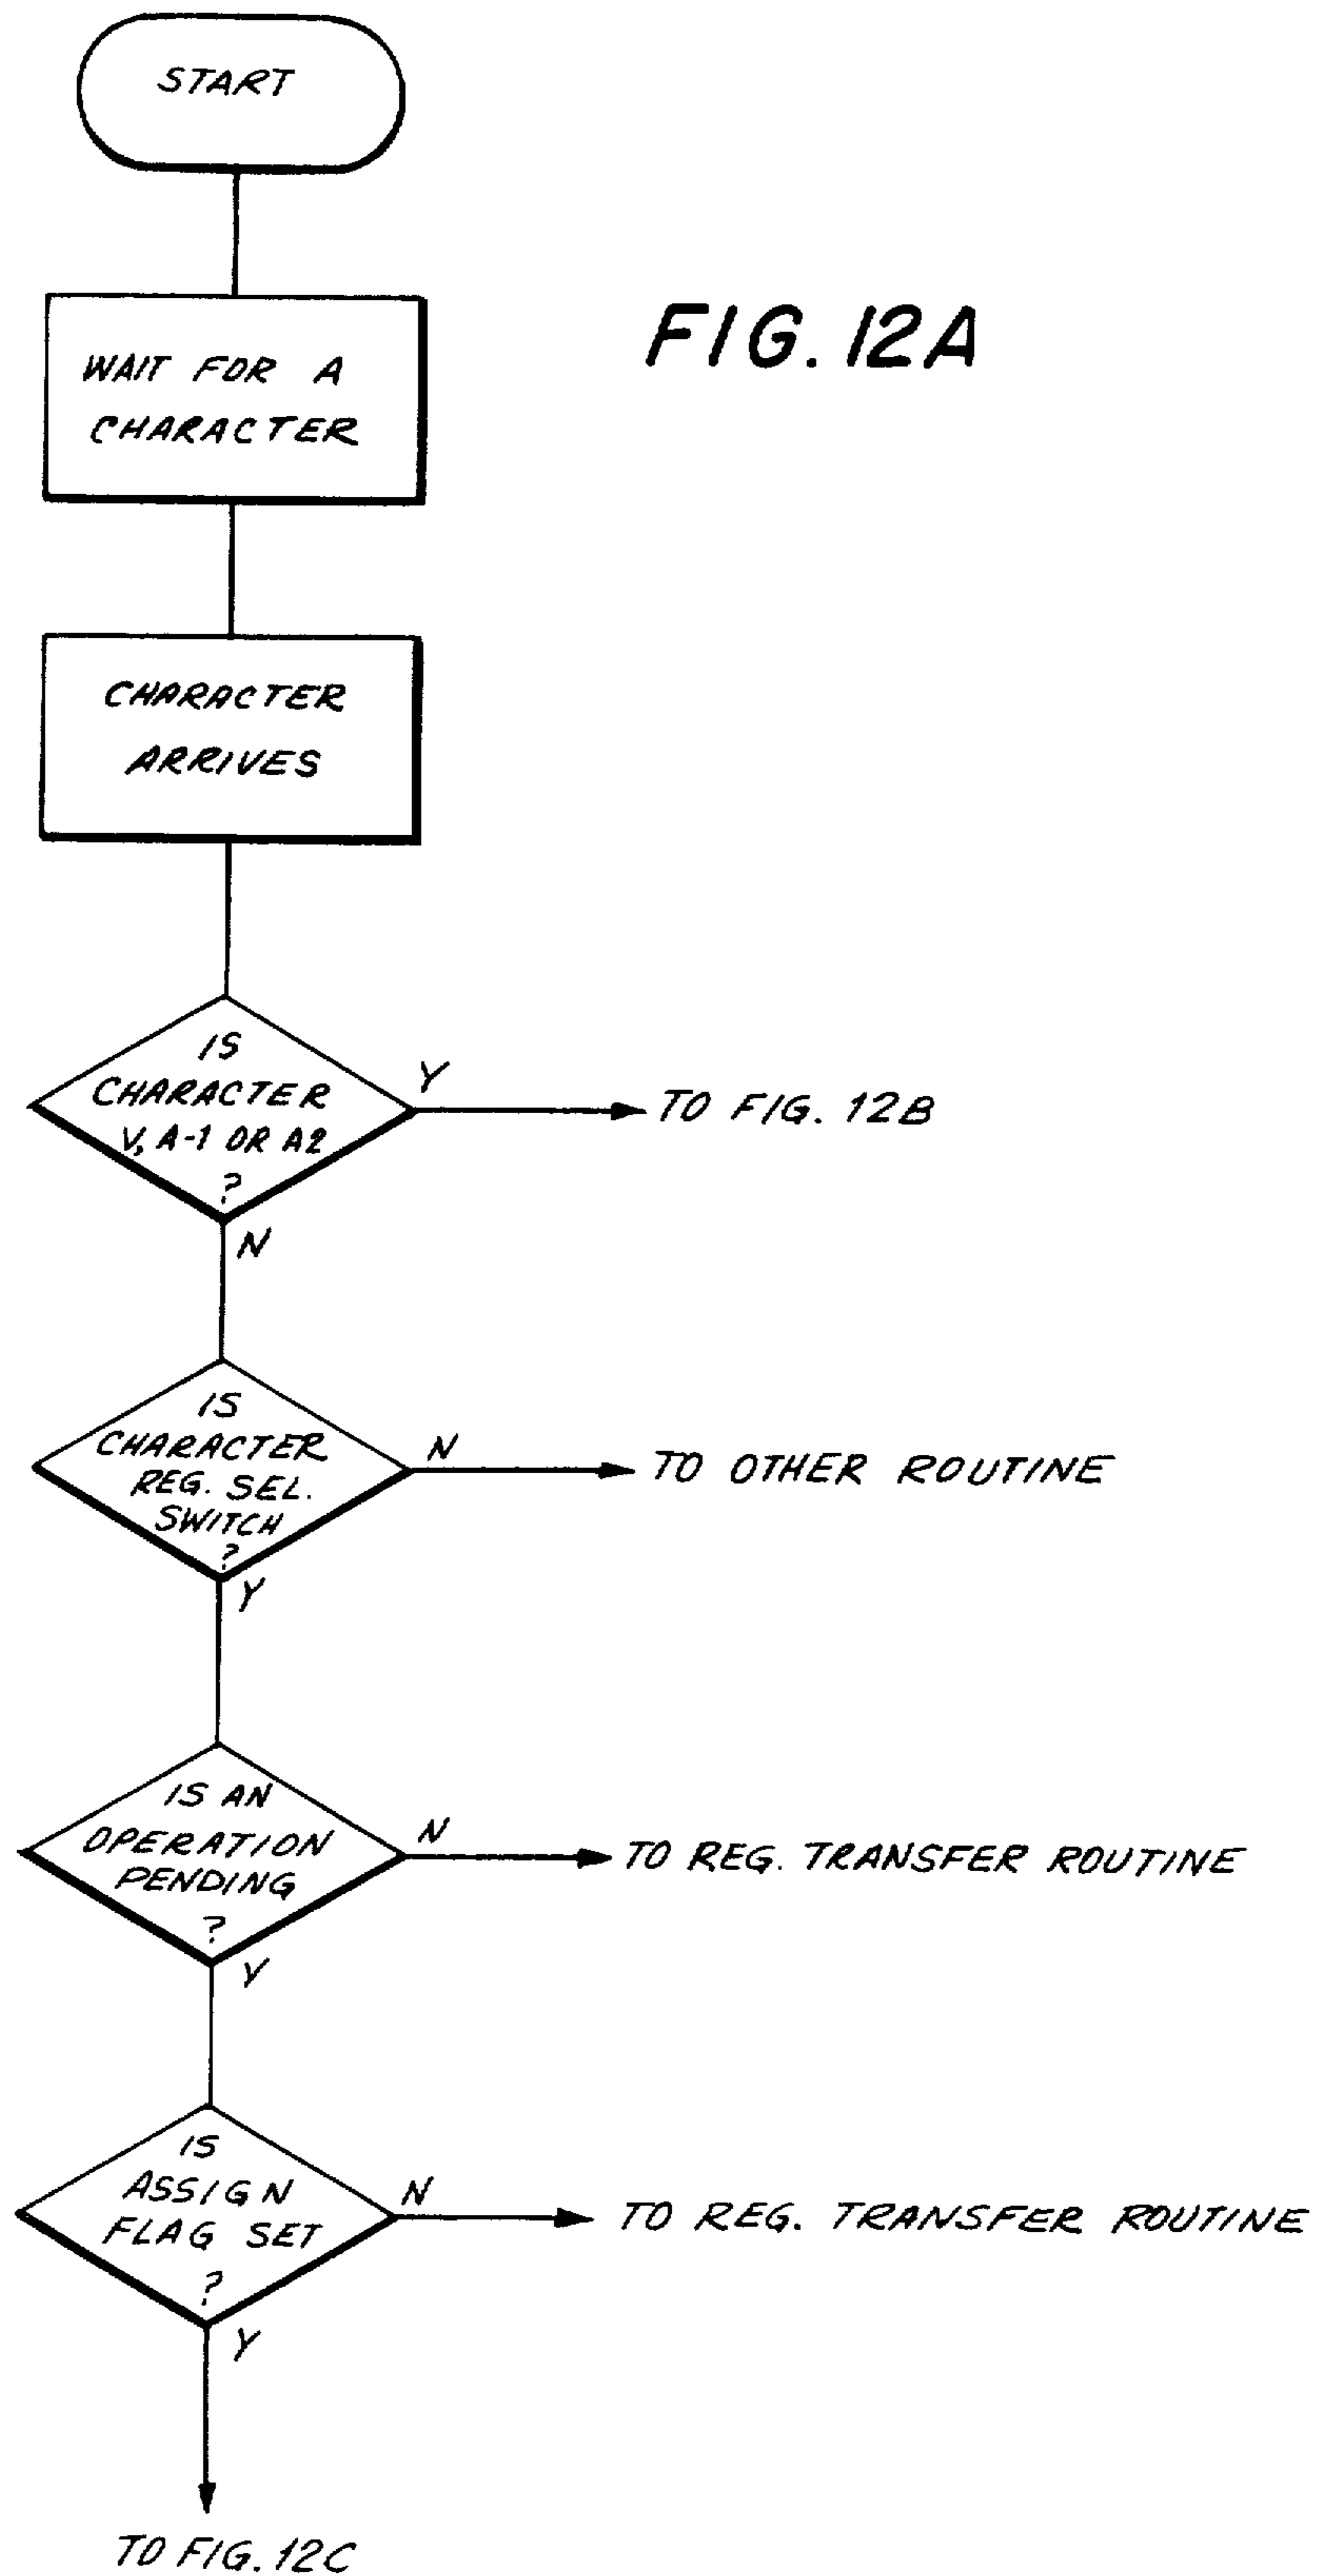 START
FIG. 12A
WAIT FOR A
CHARACTER
CHARACTER
ARRIVES
IS
CHARACTER
V, A-1 OR A2
?
Y
TO FIG. 12B
N
IS
CHARACTER
REG. SEL.
SWITCH
?
N
TO OTHER ROUTINE
Y
IS AN
OPERATION
PENDING
?
N
TO REG. TRANSFER ROUTINE
Y
IS
ASSIGN
FLAG SET
?
N
TO REG. TRANSFER ROUTINE
Y
TO FIG. 12C